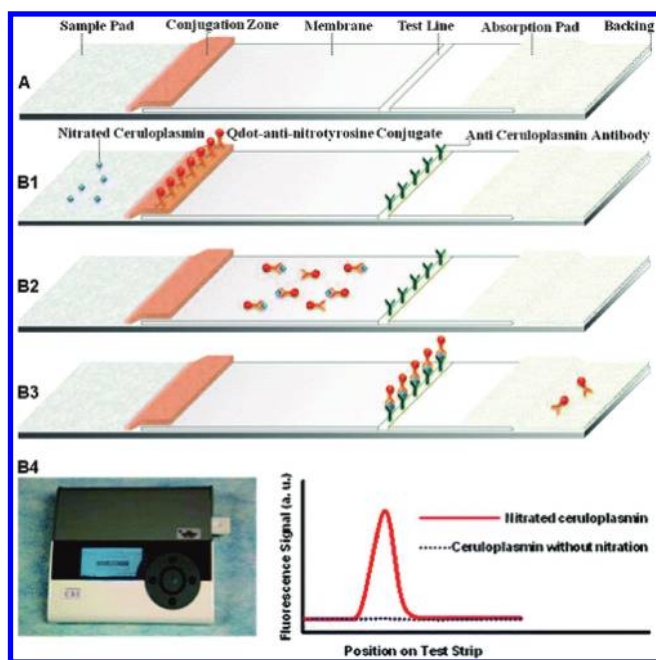 Sample Pad Conjugation Zone Membrane Test Line Absorption Pad Backing
A
Nitrated Ceruloplasmin Qdot-anti-nitrotyrosine Conjugate Anti Ceruloplasmin Antibody
B1
B2
B3
B4
Fluorescence Signal (a. u.)
Nitrated ceruloplasmin
Ceruloplasmin without nitration
Position on Test Strip